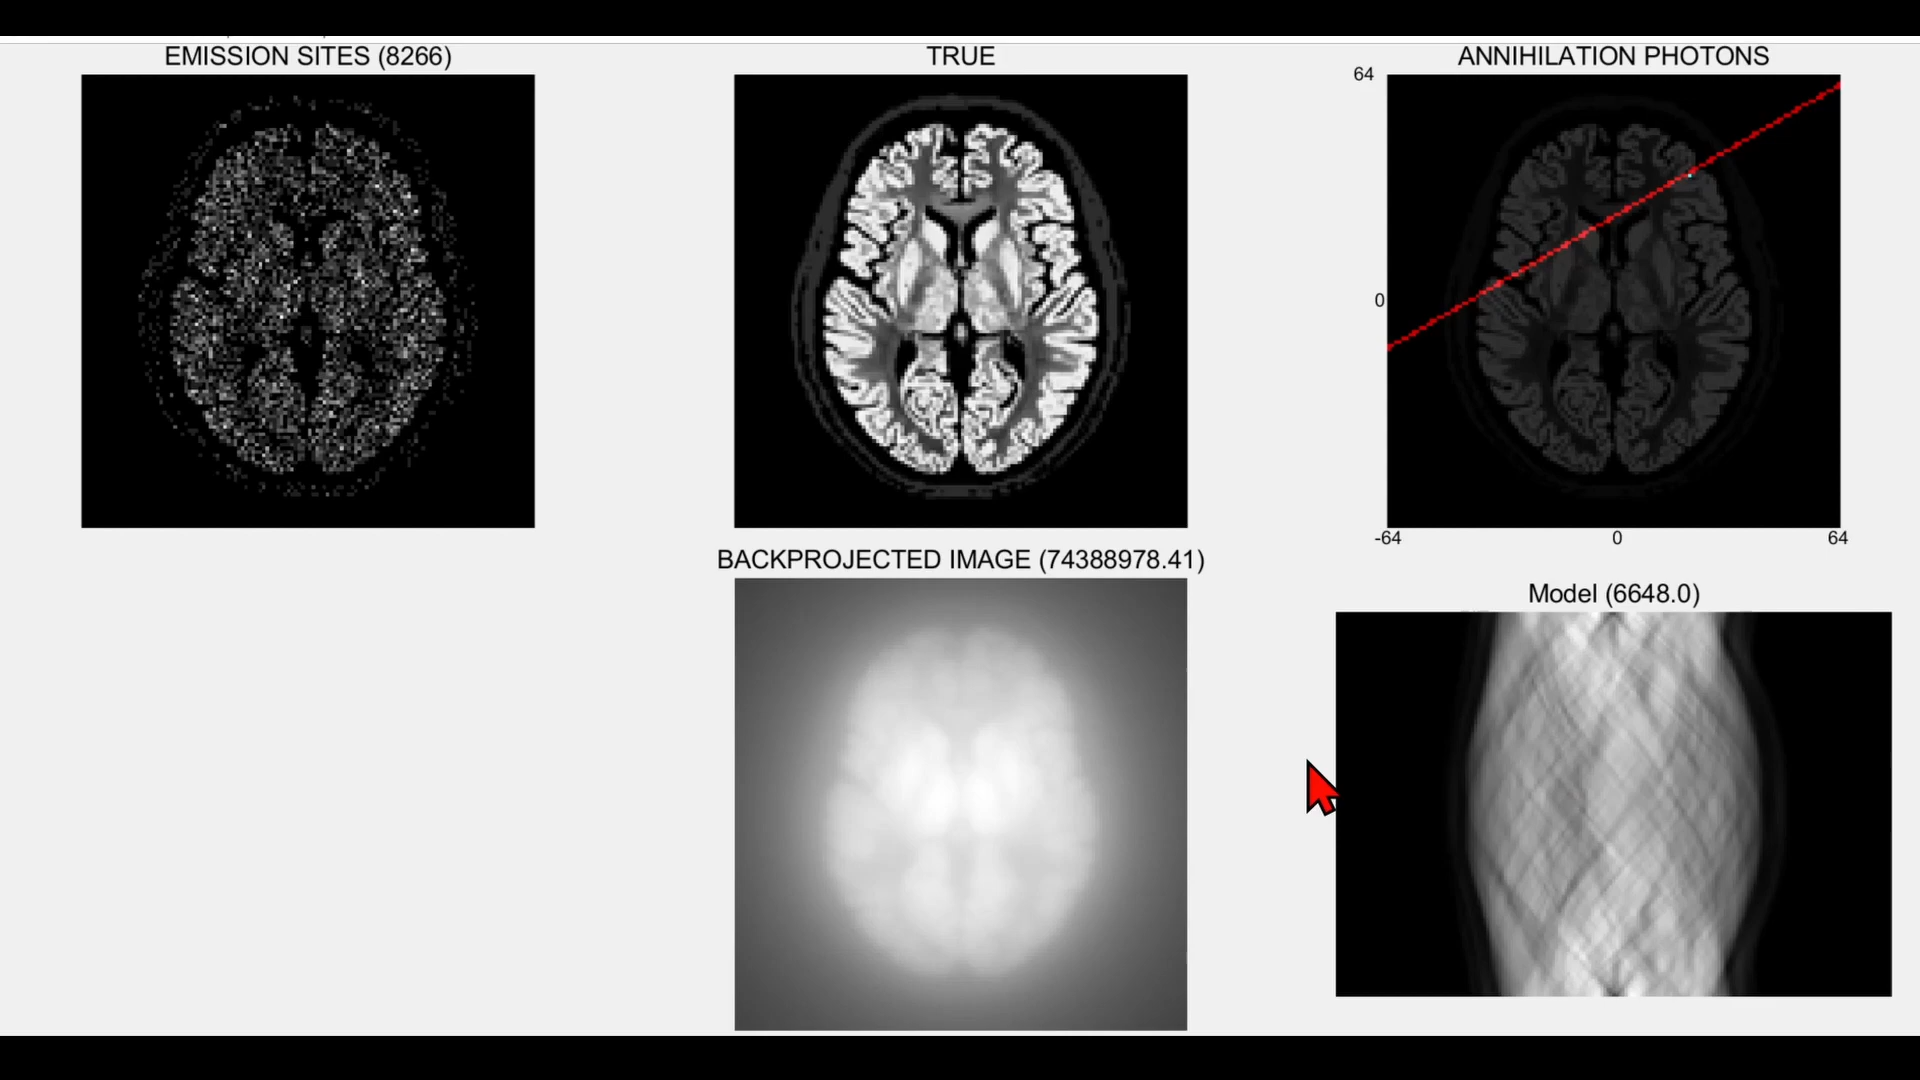 EMISSION SITES (8266)
TRUE
ANNIHILATION PHOTONS
64
0
-64
0
64
BACKPROJECTED IMAGE (74388978.41)
Model (6648.0)